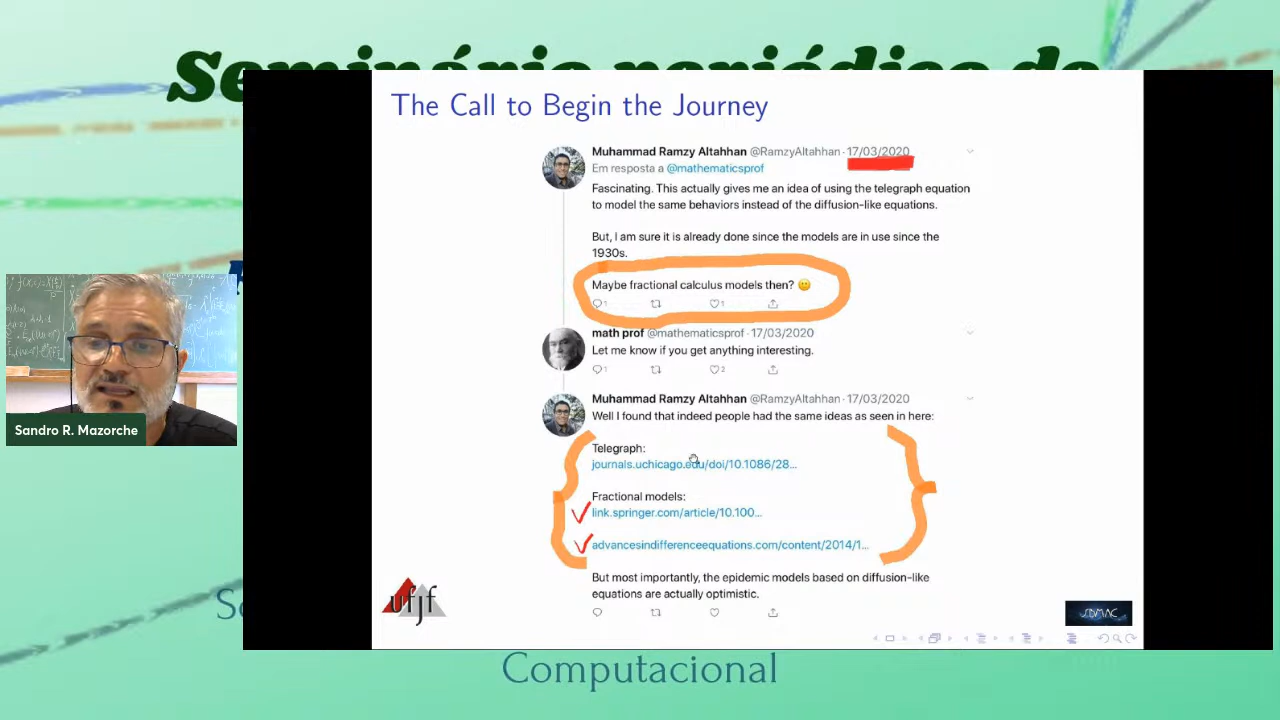 Seminário periódico de
The Call to Begin the Journey
Muhammad Ramzy Altahhan @RamzyAltahhan · 17/03/2020
Em resposta a @mathematicsprof
Fascinating. This actually gives me an idea of using the telegraph equation
to model the same behaviors instead of the diffusion-like equations.
But, I am sure it is already done since the models are in use since the
1930s.
Maybe fractional calculus models then?
1
1
math prof @mathematicsprof · 17/03/2020
Let me know if you get anything interesting.
1
2
Muhammad Ramzy Altahhan @RamzyAltahhan · 17/03/2020
Well I found that indeed people had the same ideas as seen in here:
Telegraph:
journals.uchicago.edu/doi/10.1086/28...
Fractional models:
link.springer.com/article/10.100...
advancesindifferenceequations.com/content/2014/1...
But most importantly, the epidemic models based on diffusion-like
equations are actually optimistic.
ufjf
SBMAC
Sandro R. Mazorche
Computacional